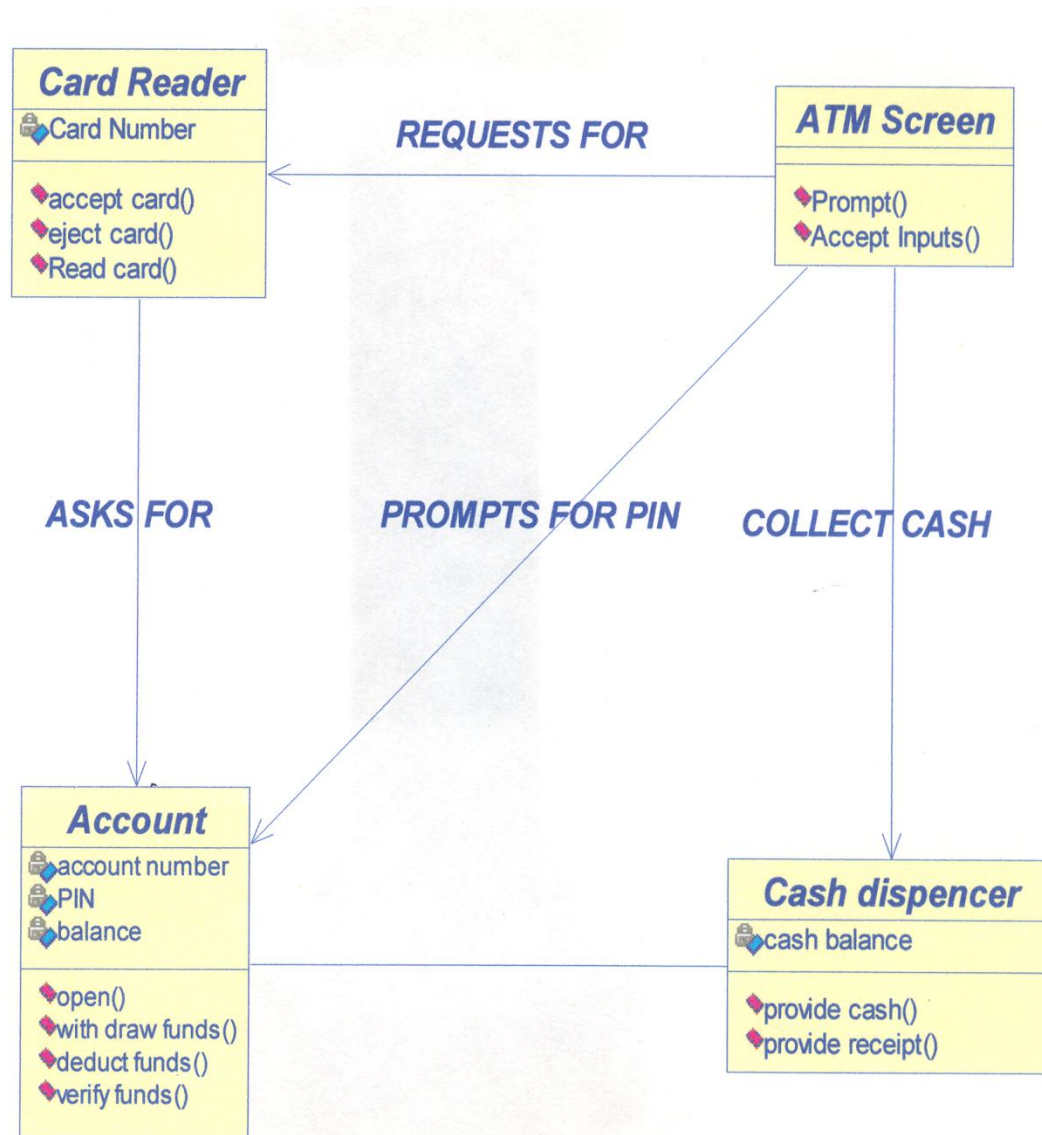 Card Reader
Card Number
accept card()
eject card()
Read card()
REQUESTS FOR
ATM Screen
Prompt()
Accept Inputs()
ASKS FOR
PROMPTS FOR PIN
COLLECT CASH
Account
account number
PIN
balance
open()
with draw funds()
deduct funds()
verify funds()
Cash dispencer
cash balance
provide cash()
provide receipt()